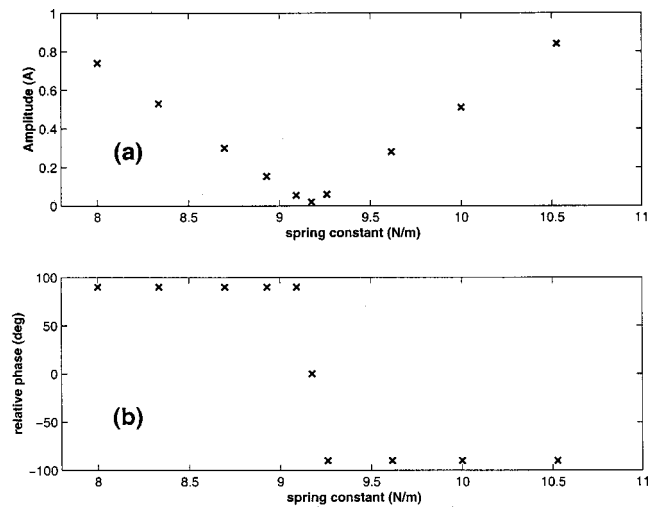 1
0.8
0.6
0.4
0.2
0
Amplitude (A)
(a)
8 8.5 9 9.5 10 10.5 11
spring constant (N/m)
100
50
0
−50
−100
relative phase (deg)
(b)
8 8.5 9 9.5 10 10.5 11
spring constant (N/m)